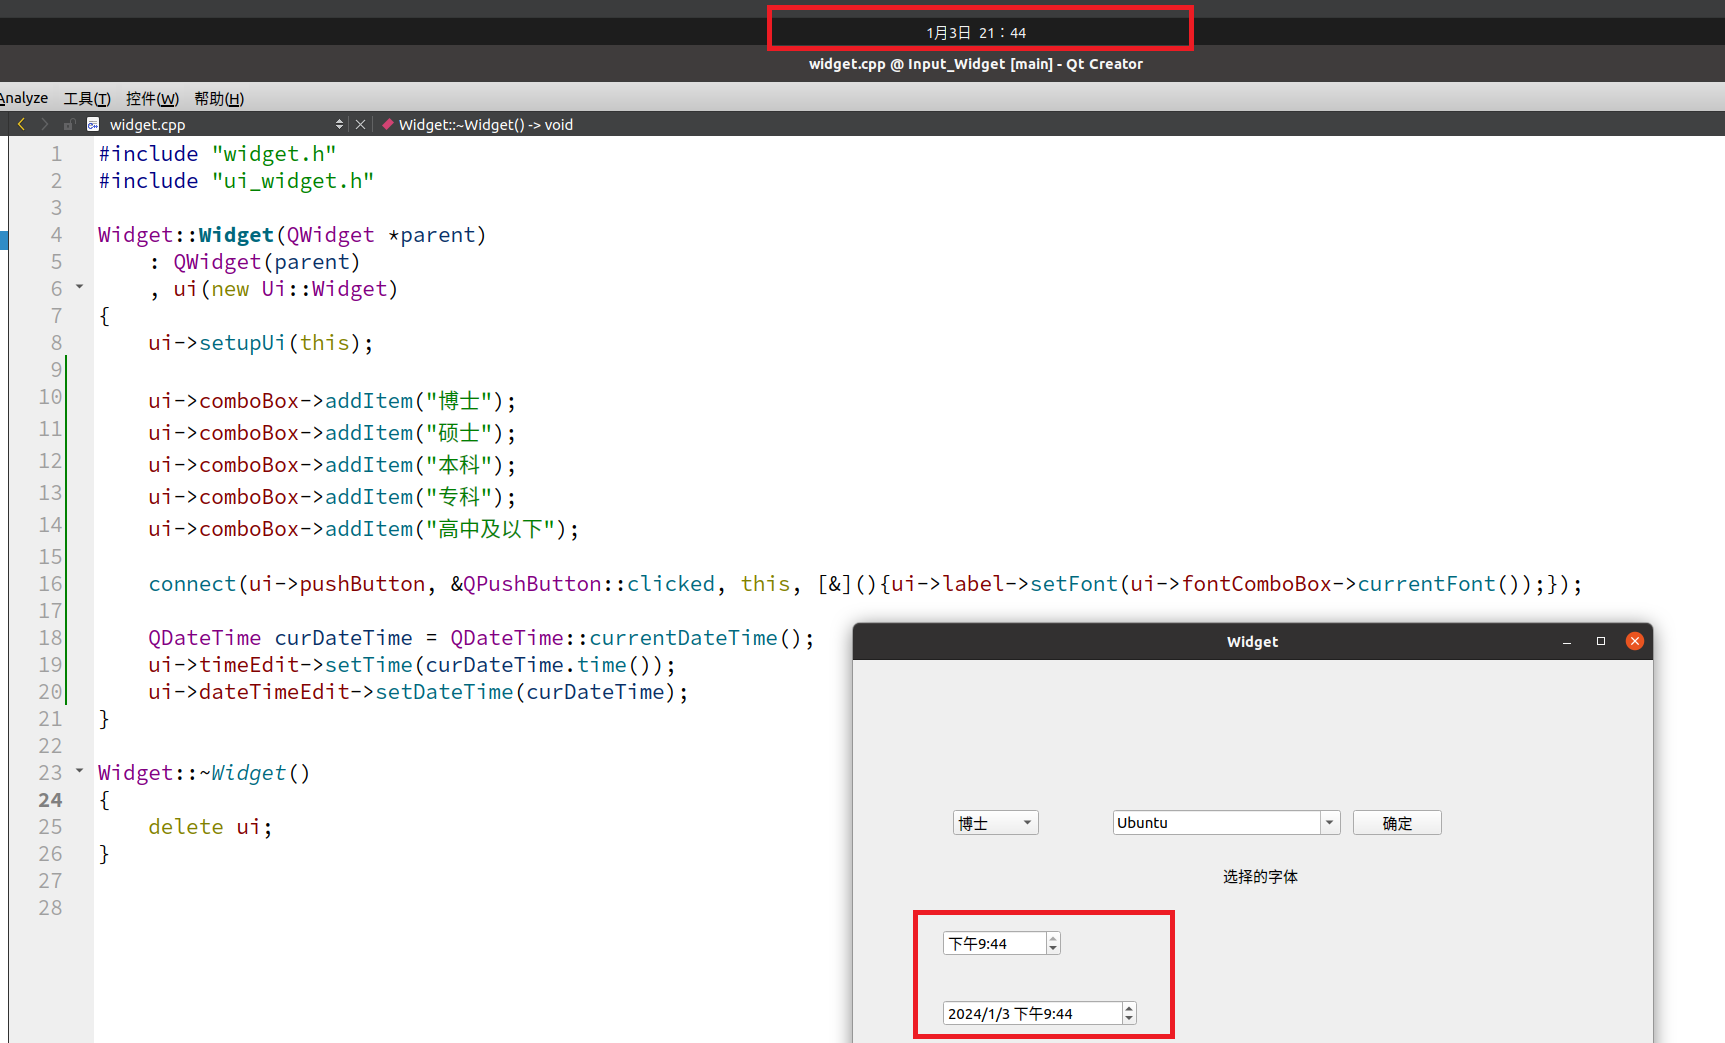 1月3日 21：44
widget.cpp @ Input_Widget [main] - Qt Creator
Analyze 工具(T) 控件(W) 帮助(H)
widget.cpp Widget::~Widget() -> void
1 #include "widget.h"
2 #include "ui_widget.h"
3
4 Widget::Widget(QWidget *parent)
5 : QWidget(parent)
6 , ui(new Ui::Widget)
7 {
8 ui->setupUi(this);
9
10 ui->comboBox->addItem("博士");
11 ui->comboBox->addItem("硕士");
12 ui->comboBox->addItem("本科");
13 ui->comboBox->addItem("专科");
14 ui->comboBox->addItem("高中及以下");
15
16 connect(ui->pushButton, &QPushButton::clicked, this, [&](){ui->label->setFont(ui->fontComboBox->currentFont());});
17
18 QDateTime curDateTime = QDateTime::currentDateTime();
19 ui->timeEdit->setTime(curDateTime.time());
20 ui->dateTimeEdit->setDateTime(curDateTime);
21 }
22
23 Widget::~Widget()
24 {
25 delete ui;
26 }
27
28
Widget
博士 Ubuntu 确定
选择的字体
下午9:44
2024/1/3 下午9:44